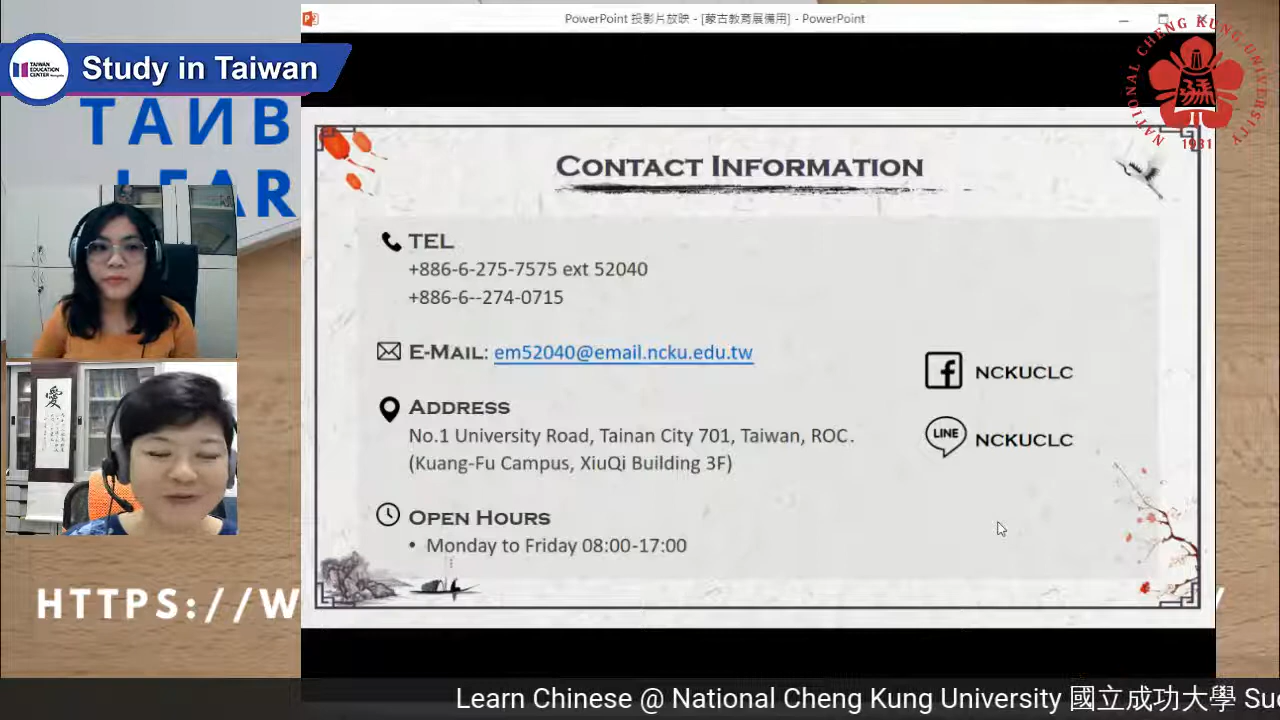 PowerPoint 投影片放映 - [蒙古教育展備用] - PowerPoint
TAIWAN
EDUCATION
CENTER
Study in Taiwan
NATIONAL CHENG KUNG UNIVERSITY
1931
ТАЙВ
LEAR
CONTACT INFORMATION
TEL
+886-6-275-7575 ext 52040
+886-6--274-0715
E-MAIL: em52040@email.ncku.edu.tw
NCKUCLC
ADDRESS
No.1 University Road, Tainan City 701, Taiwan, ROC.
(Kuang-Fu Campus, XiuQi Building 3F)
LINE
NCKUCLC
OPEN HOURS
• Monday to Friday 08:00-17:00
愛
HTTPS://W
Learn Chinese @ National Cheng Kung University 國立成功大學 Su